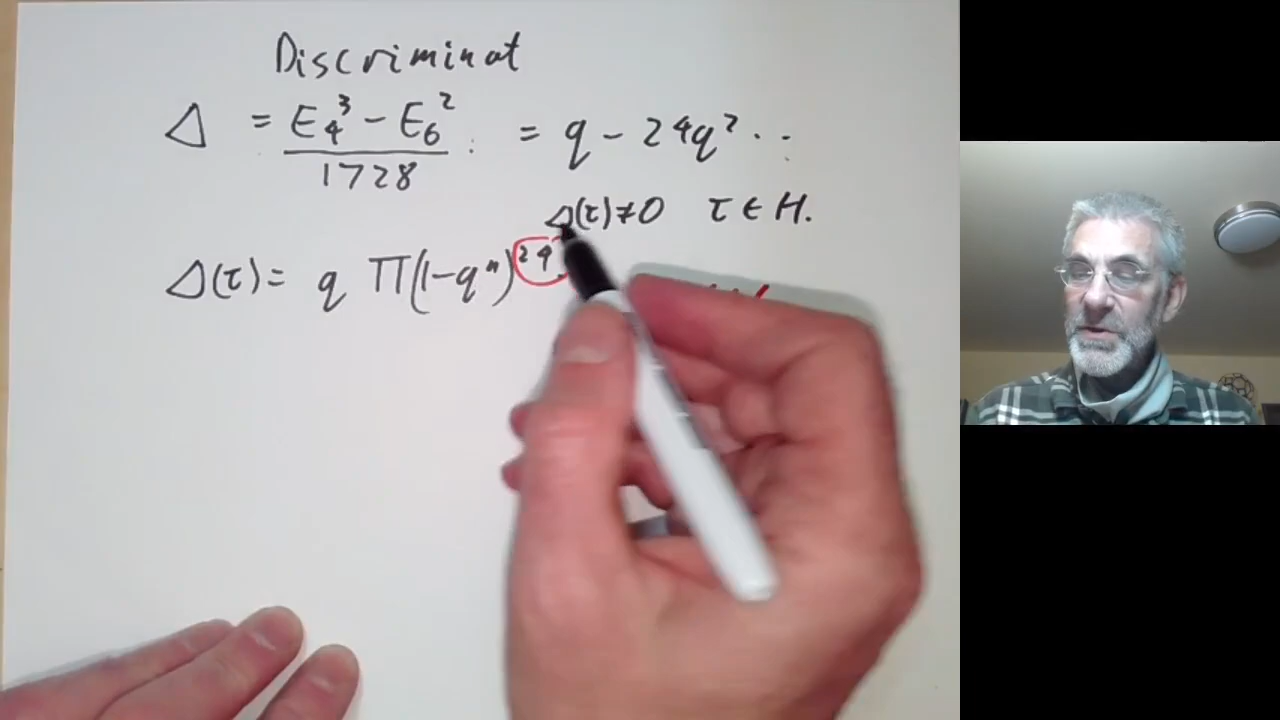 Discriminat
Δ = E₄³ – E₆² / 1728 = q – 24q² ...
Δ(τ) ≠ 0 τ ∈ H.
Δ(τ) = q Π(1–qⁿ)²⁴